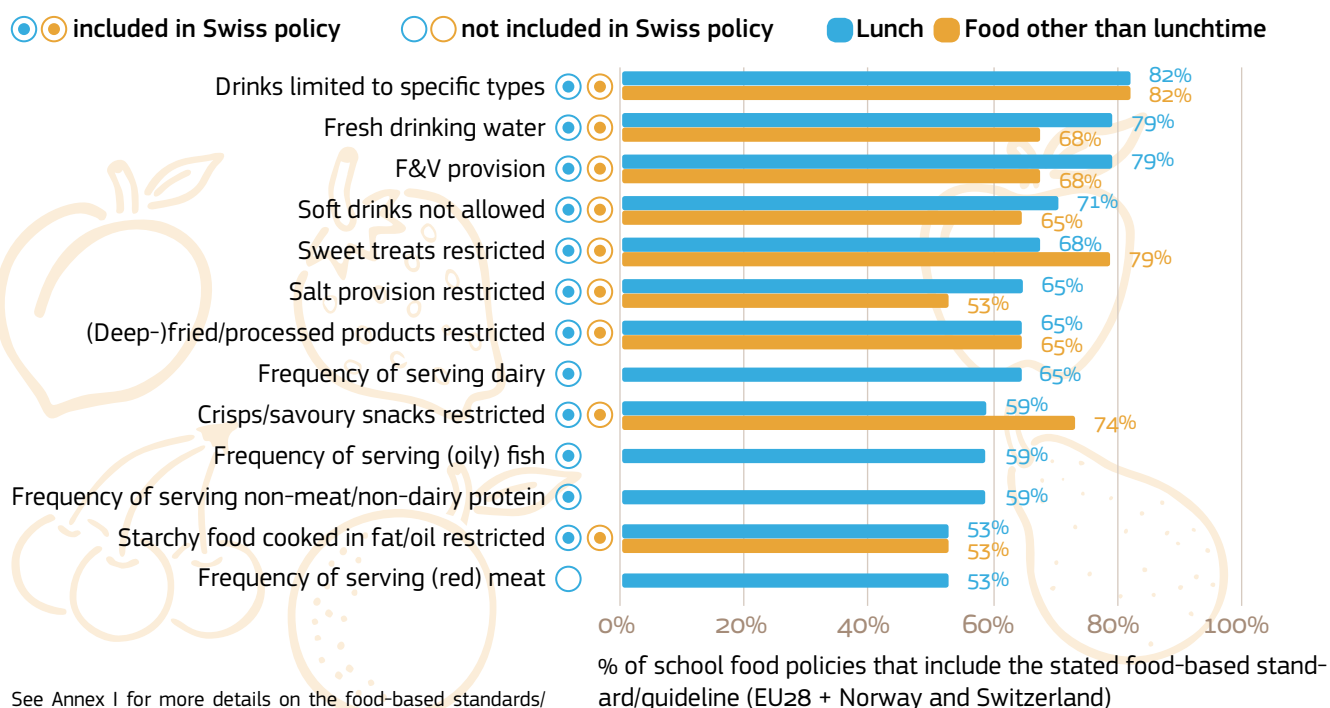 included in Swiss policy not included in Swiss policy Lunch Food other than lunchtime
Drinks limited to specific types 82%
82%
Fresh drinking water 79%
68%
F&V provision 79%
68%
Soft drinks not allowed 71%
65%
Sweet treats restricted 68%
79%
Salt provision restricted 65%
53%
(Deep-)fried/processed products restricted 65%
65%
Frequency of serving dairy 65%
Crisps/savoury snacks restricted 59%
74%
Frequency of serving (oily) fish 59%
Frequency of serving non-meat/non-dairy protein 59%
Starchy food cooked in fat/oil restricted 53%
53%
Frequency of serving (red) meat 53%
0% 20% 40% 60% 80% 100%
% of school food policies that include the stated food-based stand-
ard/guideline (EU28 + Norway and Switzerland)
See Annex I for more details on the food-based standards/